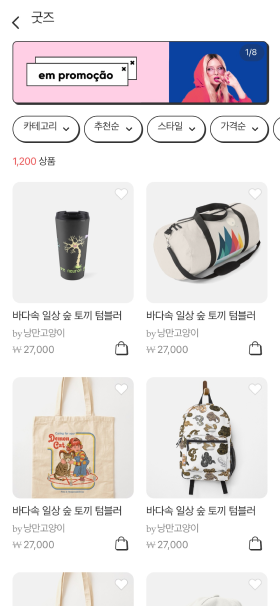 굿즈
em promoção
1/8
카테고리
추천순
스타일
가격순
1,200 상품
바다속 일상 숲 토끼 텀블러
by 낭만고양이
₩ 27,000
바다속 일상 숲 토끼 텀블러
by 낭만고양이
₩ 27,000
Demon
Cat
바다속 일상 숲 토끼 텀블러
by 낭만고양이
₩ 27,000
바다속 일상 숲 토끼 텀블러
by 낭만고양이
₩ 27,000